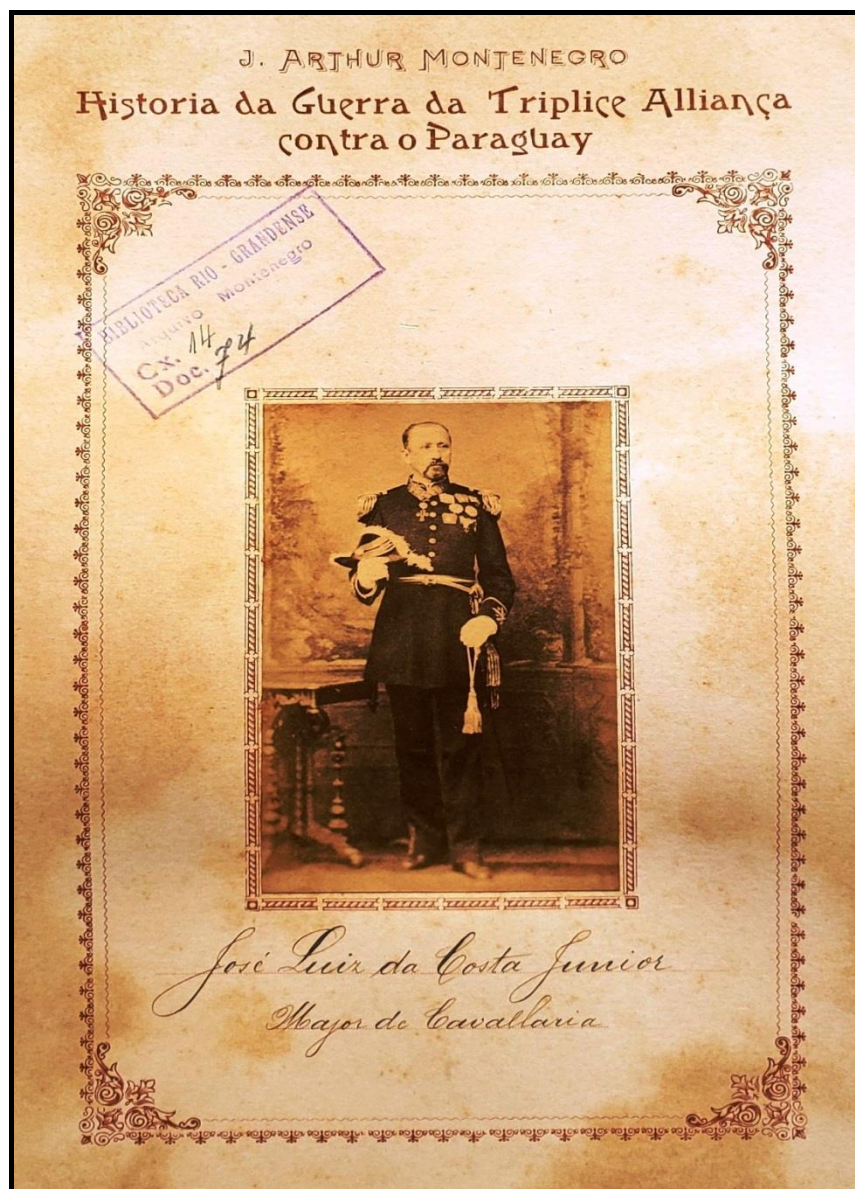 J. ARTHUR MONTENEGRO
Historia da Guerra da Triplice Alliança
contra o Paraguay
BIBLIOTECA RIO-GRANDENSE
Arquivo Montenegro
Cx. 14
Doc. 74
José Luiz da Costa Junior
Major de Cavallaria